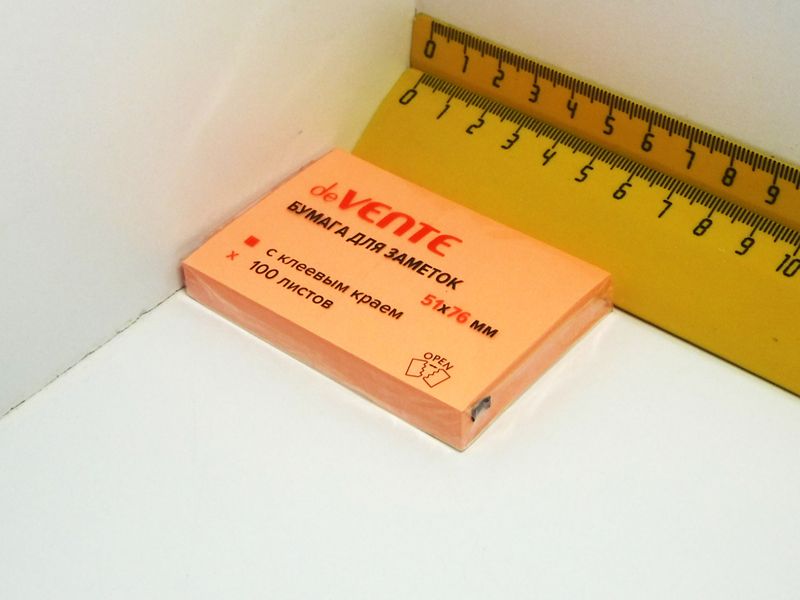 0 1 2 3 4 5 6 7 8 9
0 1 2 3 4 5 6 7 8 9 10
deVENTE
БУМАГА ДЛЯ ЗАМЕТОК
с клеевым краем
100 листов
51x76 мм
OPEN